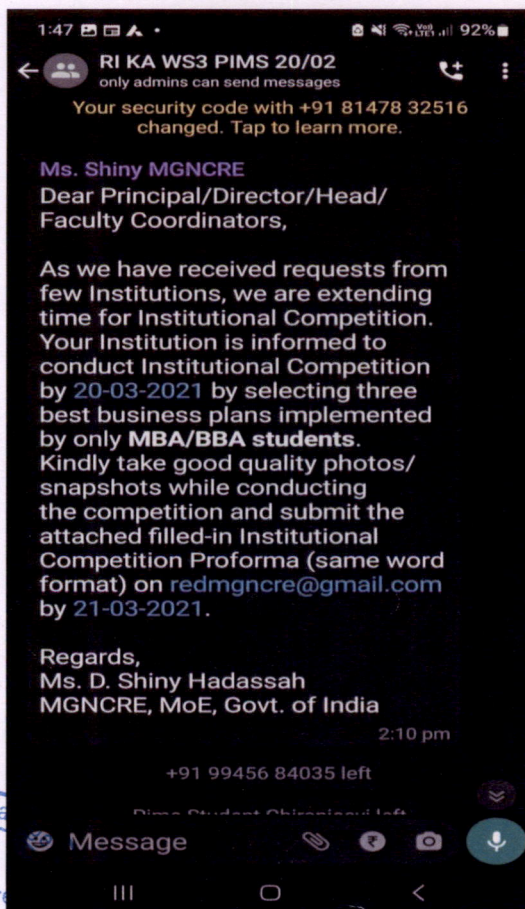 1:47
92%
RI KA WS3 PIMS 20/02
only admins can send messages
Your security code with +91 81478 32516
changed. Tap to learn more.
Ms. Shiny MGNCRE
Dear Principal/Director/Head/
Faculty Coordinators,
As we have received requests from
few Institutions, we are extending
time for Institutional Competition.
Your Institution is informed to
conduct Institutional Competition
by 20-03-2021 by selecting three
best business plans implemented
by only MBA/BBA students.
Kindly take good quality photos/
snapshots while conducting
the competition and submit the
attached filled-in Institutional
Competition Proforma (same word
format) on redmgncre@gmail.com
by 21-03-2021.
Regards,
Ms. D. Shiny Hadassah
MGNCRE, MoE, Govt. of India
2:10 pm
+91 99456 84035 left
Pims Student Chiranjeevi left
Message